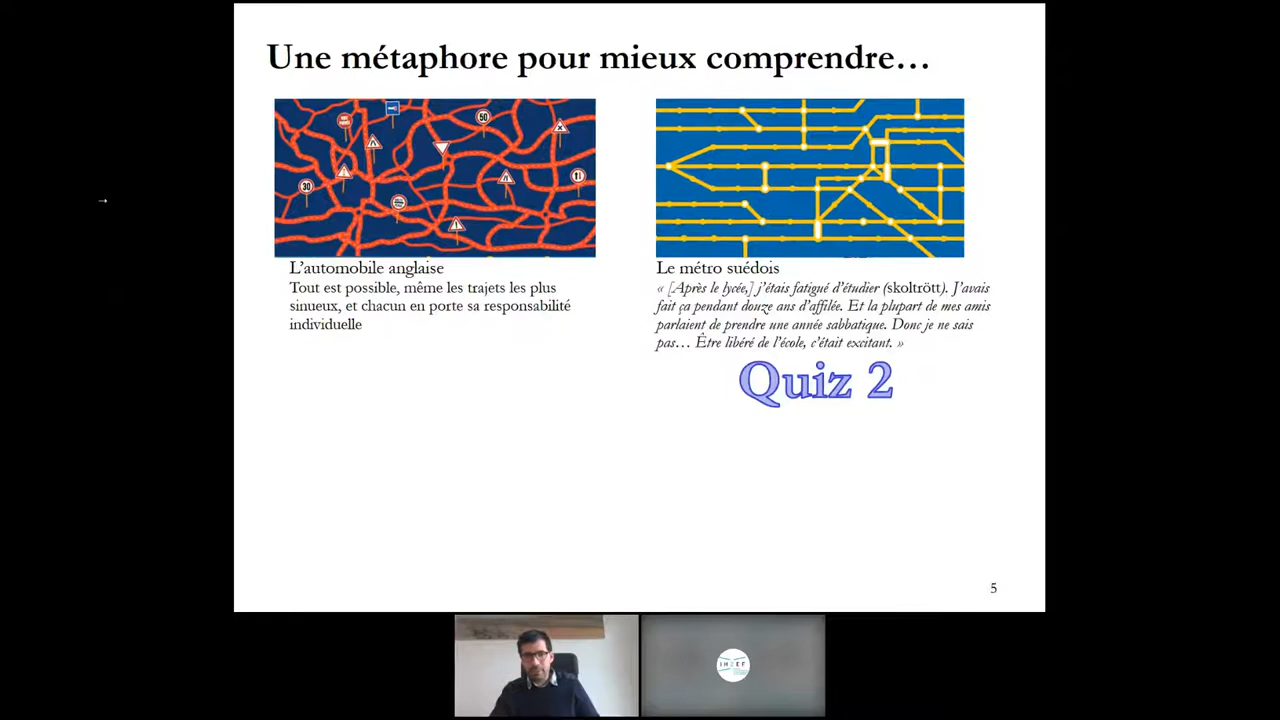 Une métaphore pour mieux comprendre…
50
30
L'automobile anglaise
Tout est possible, même les trajets les plus
sinueux, et chacun en porte sa responsabilité
individuelle
Le métro suédois
« [Après le lycée,] j'étais fatigué d'étudier (skoltrött). J'avais
fait ça pendant douze ans d'affilée. Et la plupart de mes amis
parlaient de prendre une année sabbatique. Donc je ne sais
pas… Être libéré de l'école, c'était excitant. »
Quiz 2
5
IH2EF